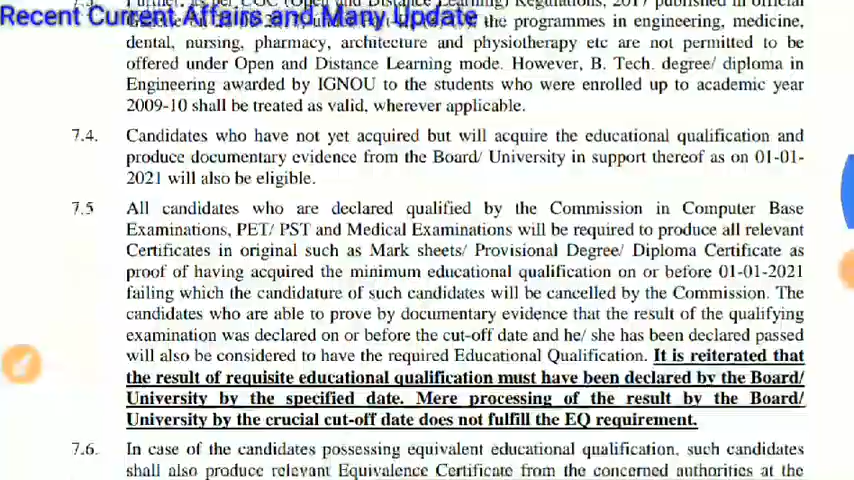 Recent Current Affairs and Many Update
Further, as per UGC (Open and Distance Learning) Regulations, 2017 published in official
the programmes in engineering, medicine,
dental, nursing, pharmacy, architecture and physiotherapy etc are not permitted to be
offered under Open and Distance Learning mode. However, B. Tech. degree/ diploma in
Engineering awarded by IGNOU to the students who were enrolled up to academic year
2009-10 shall be treated as valid, wherever applicable.
7.4. Candidates who have not yet acquired but will acquire the educational qualification and
produce documentary evidence from the Board/ University in support thereof as on 01-01-
2021 will also be eligible.
7.5 All candidates who are declared qualified by the Commission in Computer Base
Examinations, PET/ PST and Medical Examinations will be required to produce all relevant
Certificates in original such as Mark sheets/ Provisional Degree/ Diploma Certificate as
proof of having acquired the minimum educational qualification on or before 01-01-2021
failing which the candidature of such candidates will be cancelled by the Commission. The
candidates who are able to prove by documentary evidence that the result of the qualifying
examination was declared on or before the cut-off date and he/ she has been declared passed
will also be considered to have the required Educational Qualification. It is reiterated that
the result of requisite educational qualification must have been declared by the Board/
University by the specified date. Mere processing of the result by the Board/
University by the crucial cut-off date does not fulfill the EQ requirement.
7.6. In case of the candidates possessing equivalent educational qualification, such candidates
shall also produce relevant Equivalence Certificate from the concerned authorities at the